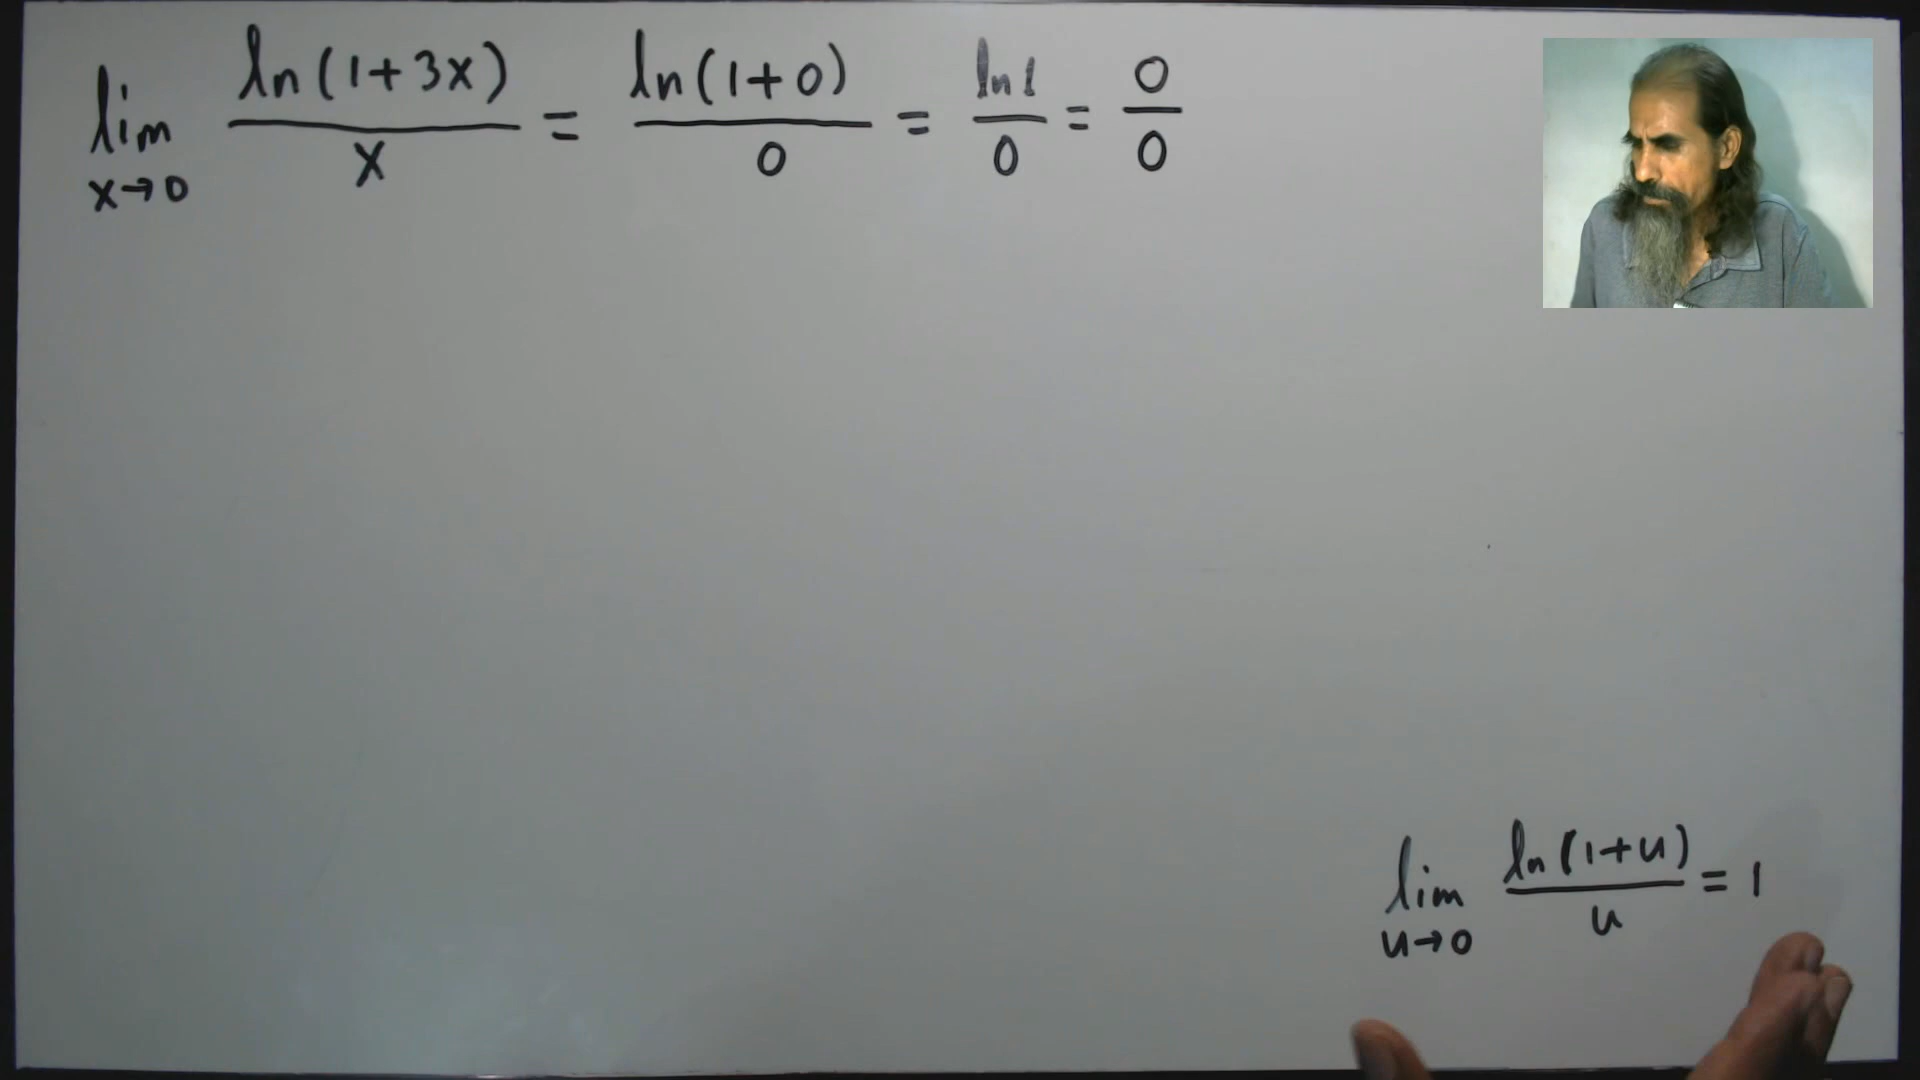 lim x→0 ln(1+3x)/x = ln(1+0)/0 = ln1/0 = 0/0
lim u→0 ln(1+u)/u = 1